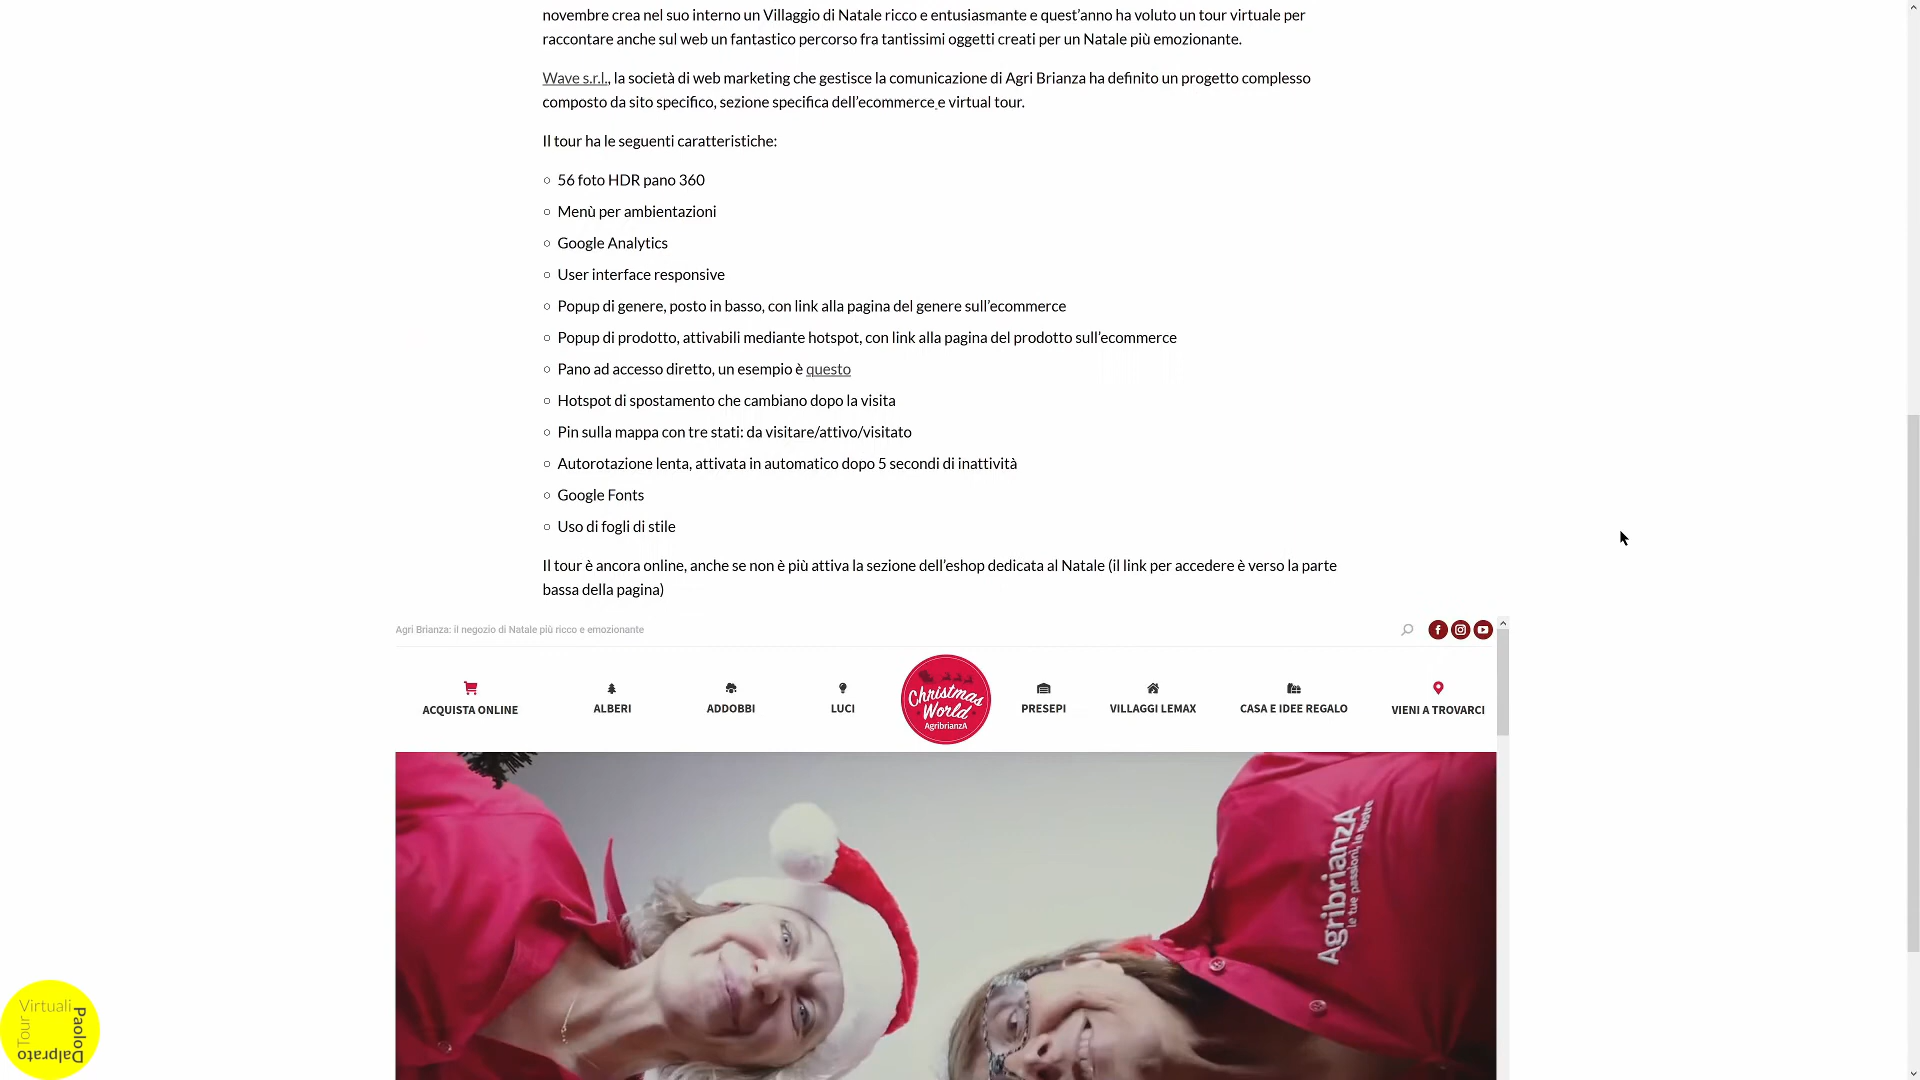 novembre crea nel suo interno un Villaggio di Natale ricco e entusiasmante e quest’anno ha voluto un tour virtuale per
raccontare anche sul web un fantastico percorso fra tantissimi oggetti creati per un Natale più emozionante.
Wave s.r.l., la società di web marketing che gestisce la comunicazione di Agri Brianza ha definito un progetto complesso
composto da sito specifico, sezione specifica dell’ecommerce e virtual tour.
Il tour ha le seguenti caratteristiche:
56 foto HDR pano 360
Menù per ambientazioni
Google Analytics
User interface responsive
Popup di genere, posto in basso, con link alla pagina del genere sull’ecommerce
Popup di prodotto, attivabili mediante hotspot, con link alla pagina del prodotto sull’ecommerce
Pano ad accesso diretto, un esempio è questo
Hotspot di spostamento che cambiano dopo la visita
Pin sulla mappa con tre stati: da visitare/attivo/visitato
Autorotazione lenta, attivata in automatico dopo 5 secondi di inattività
Google Fonts
Uso di fogli di stile
Il tour è ancora online, anche se non è più attiva la sezione dell’eshop dedicata al Natale (il link per accedere è verso la parte
bassa della pagina)
Agri Brianza: il negozio di Natale più ricco e emozionante
ACQUISTA ONLINE
ALBERI
ADDOBBI
LUCI
Christmas
World
AgribrianzA
PRESEPI
VILLAGGI LEMAX
CASA E IDEE REGALO
VIENI A TROVARCI
AgribrianzA
le tue passioni, le nostre
Tour
Virtuali
Paolo
Dalprato